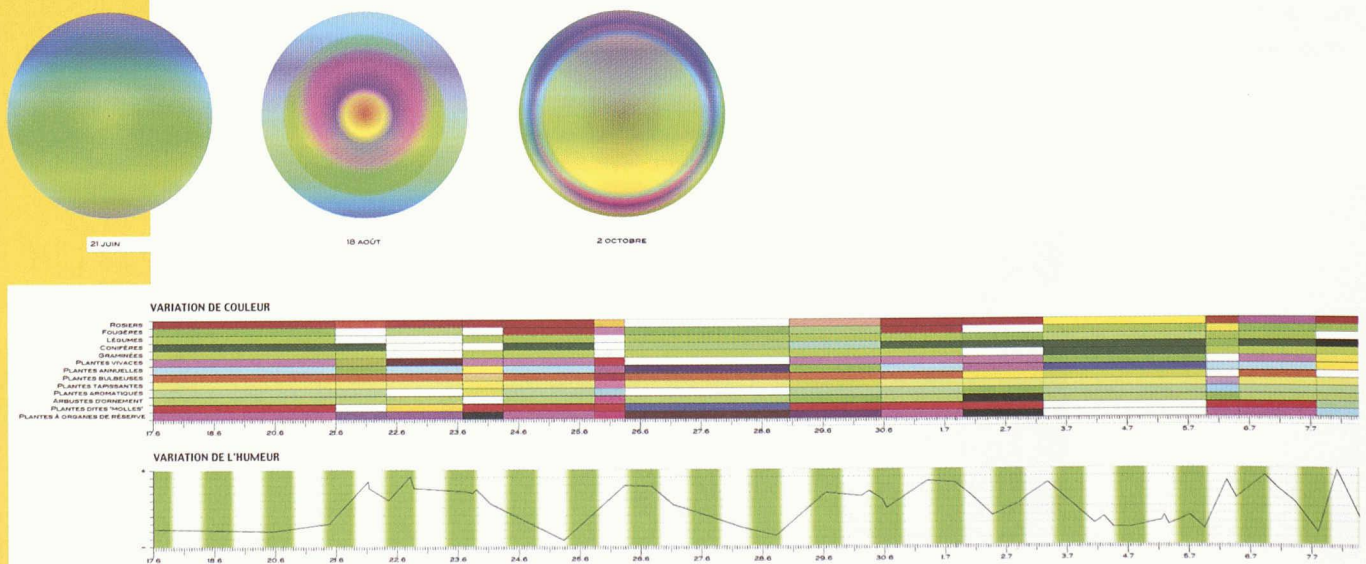 21 JUIN
18 AOÛT
2 OCTOBRE
VARIATION DE COULEUR
ROSIERS
FOUGÈRES
LÉGUMES
CONIFÈRES
GRAMINÉES
PLANTES VIVACES
PLANTES ANNUELLES
PLANTES BULBEUSES
PLANTES TAPISSANTES
PLANTES AROMATIQUES
ARBUSTES D'ORNEMENT
PLANTES DITES "MOLLES"
PLANTES À ORGANES DE RÉSERVE
17.6 18.6 20.6 21.6 22.6 23.6 24.6 25.6 26.6 27.6 28.6 29.6 30.6 1.7 2.7 3.7 4.7 5.7 6.7 7.7
VARIATION DE L'HUMEUR
+
–
17.6 18.6 20.6 21.6 22.6 23.6 24.6 25.6 26.6 27.6 28.6 29.6 30.6 1.7 2.7 3.7 4.7 5.7 6.7 7.7